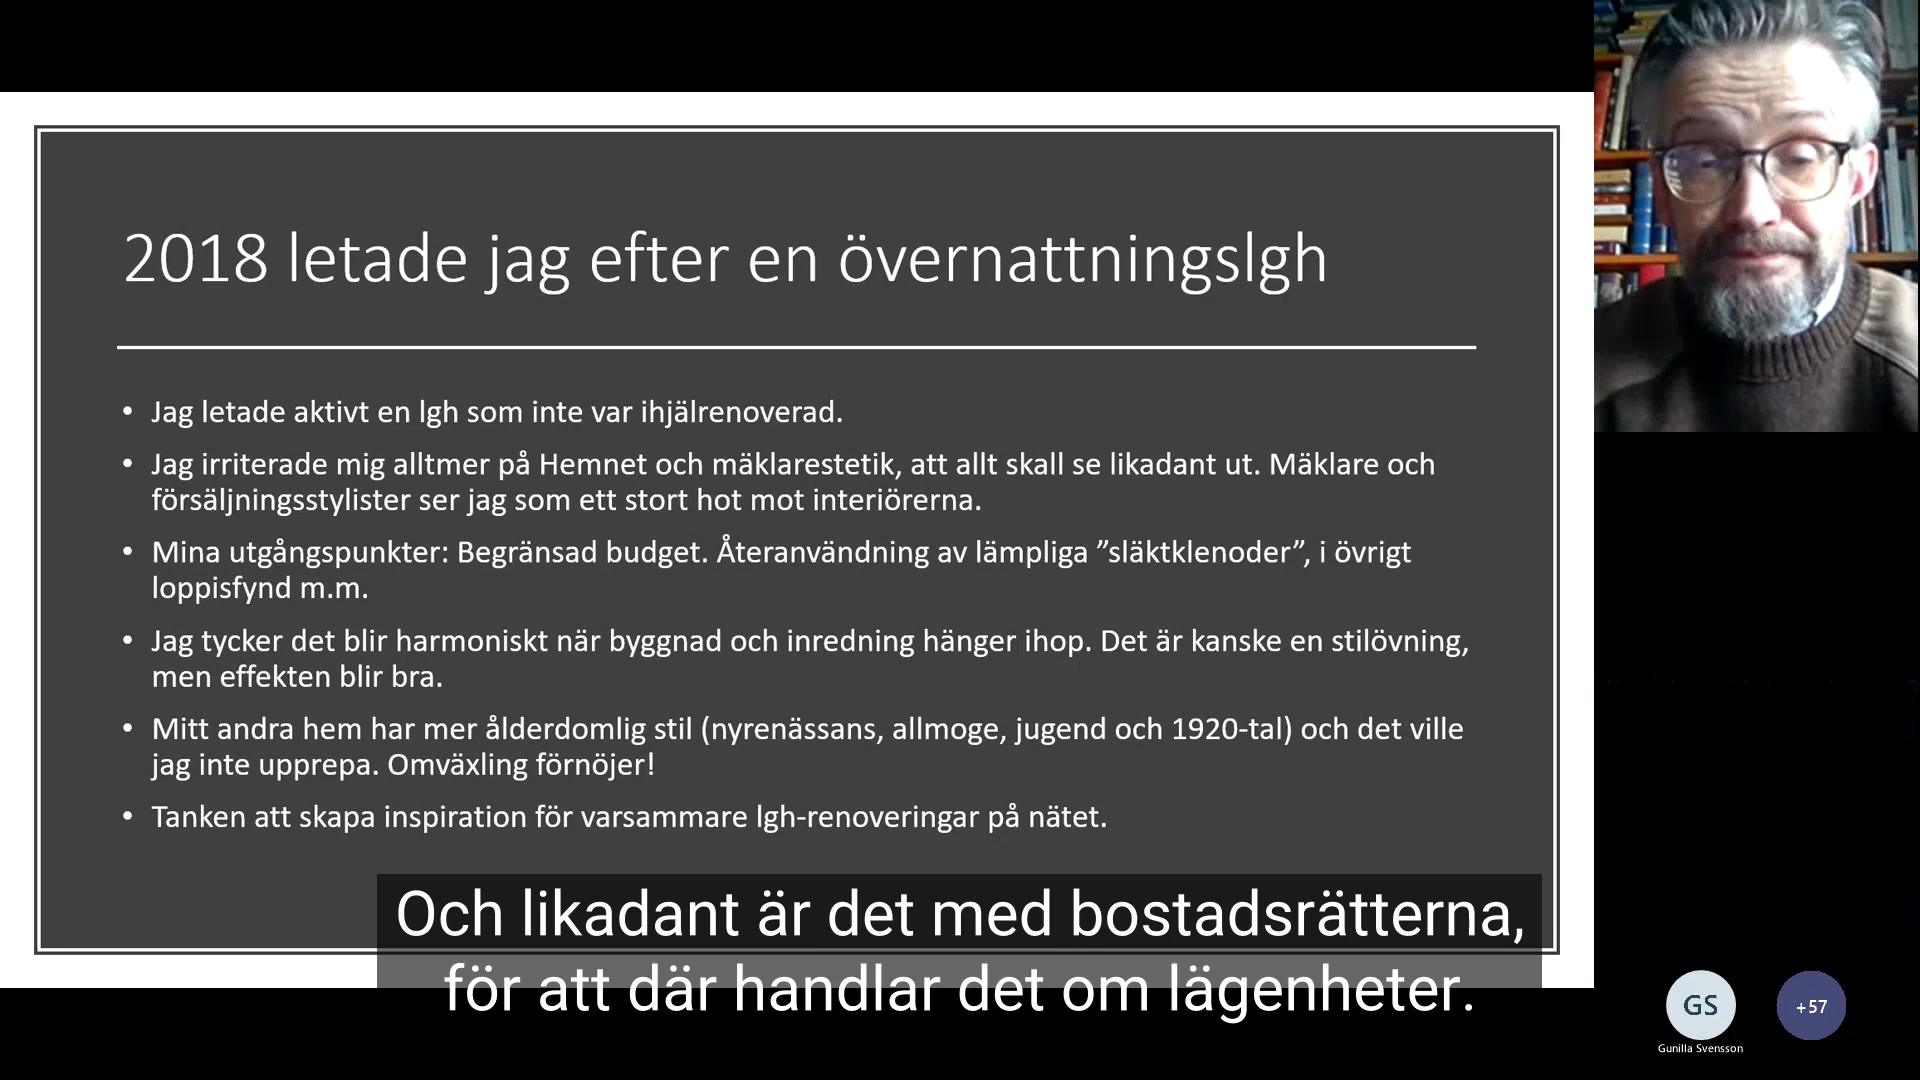 2018 letade jag efter en övernattningslgh
• Jag letade aktivt en lgh som inte var ihjälrenoverad.
• Jag irriterade mig alltmer på Hemnet och mäklarestetik, att allt skall se likadant ut. Mäklare och
försäljningsstylister ser jag som ett stort hot mot interiörerna.
• Mina utgångspunkter: Begränsad budget. Återanvändning av lämpliga ”släktklenoder”, i övrigt
loppisfynd m.m.
• Jag tycker det blir harmoniskt när byggnad och inredning hänger ihop. Det är kanske en stilövning,
men effekten blir bra.
• Mitt andra hem har mer ålderdomlig stil (nyrenässans, allmoge, jugend och 1920-tal) och det ville
jag inte upprepa. Omväxling förnöjer!
• Tanken att skapa inspiration för varsammare lgh-renoveringar på nätet.
Och likadant är det med bostadsrätterna,
för att där handlar det om lägenheter.
GS
+57
Gunilla Svensson